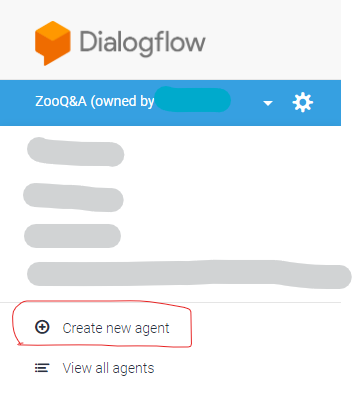 Dialogflow
ZooQ&A (owned by
Create new agent
View all agents